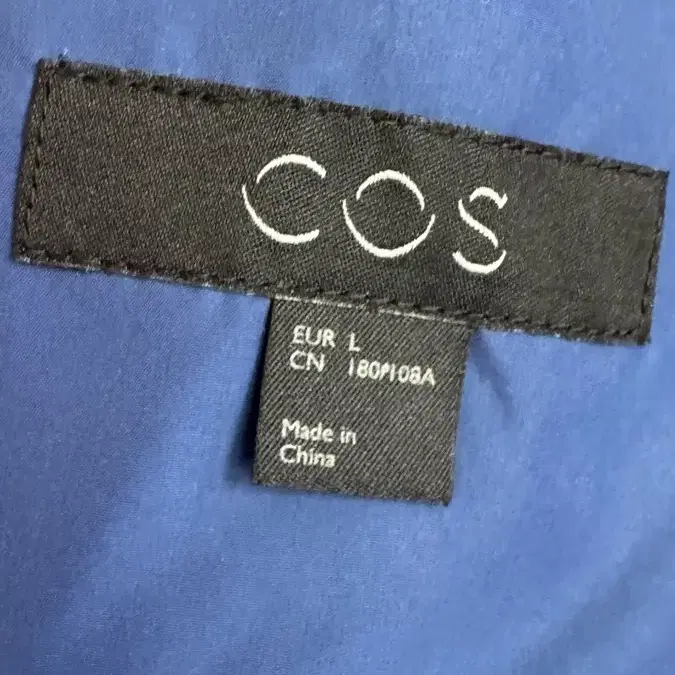 COS
EUR L
CN 180/108A
Made in
China